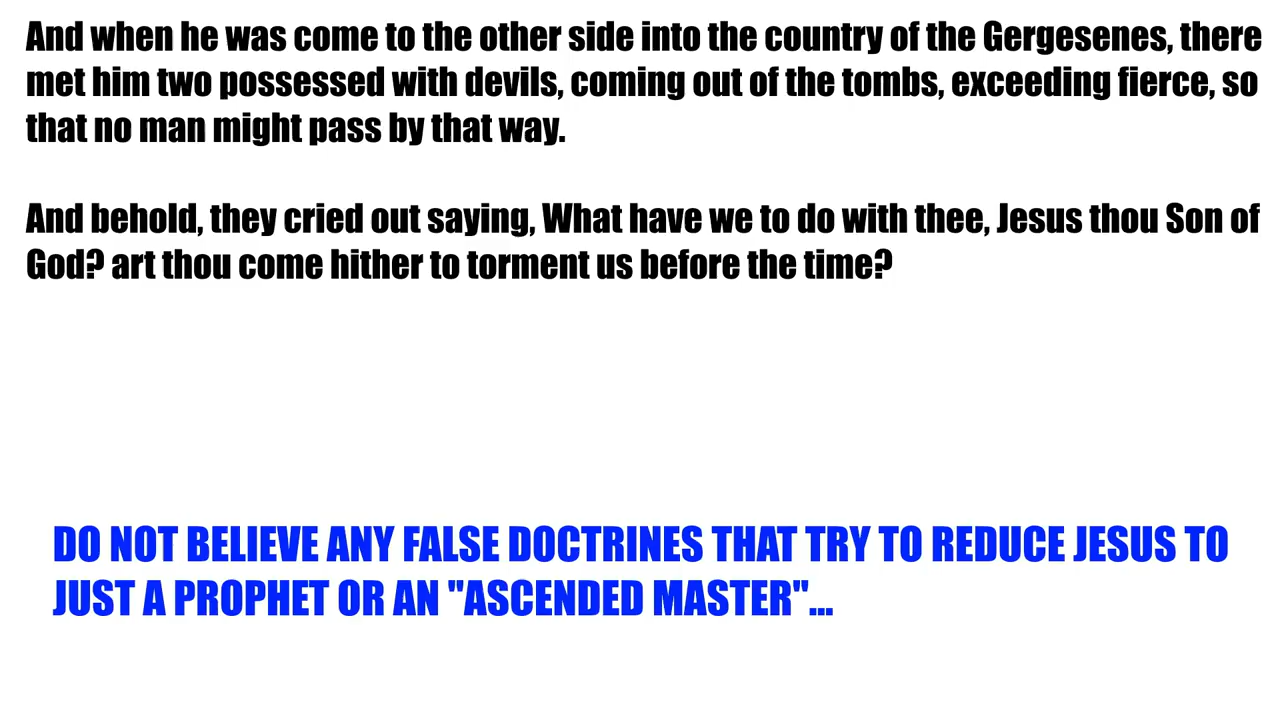 And when he was come to the other side into the country of the Gergesenes, there
met him two possessed with devils, coming out of the tombs, exceeding fierce, so
that no man might pass by that way.
And behold, they cried out saying, What have we to do with thee, Jesus thou Son of
God? art thou come hither to torment us before the time?
DO NOT BELIEVE ANY FALSE DOCTRINES THAT TRY TO REDUCE JESUS TO
JUST A PROPHET OR AN "ASCENDED MASTER"...